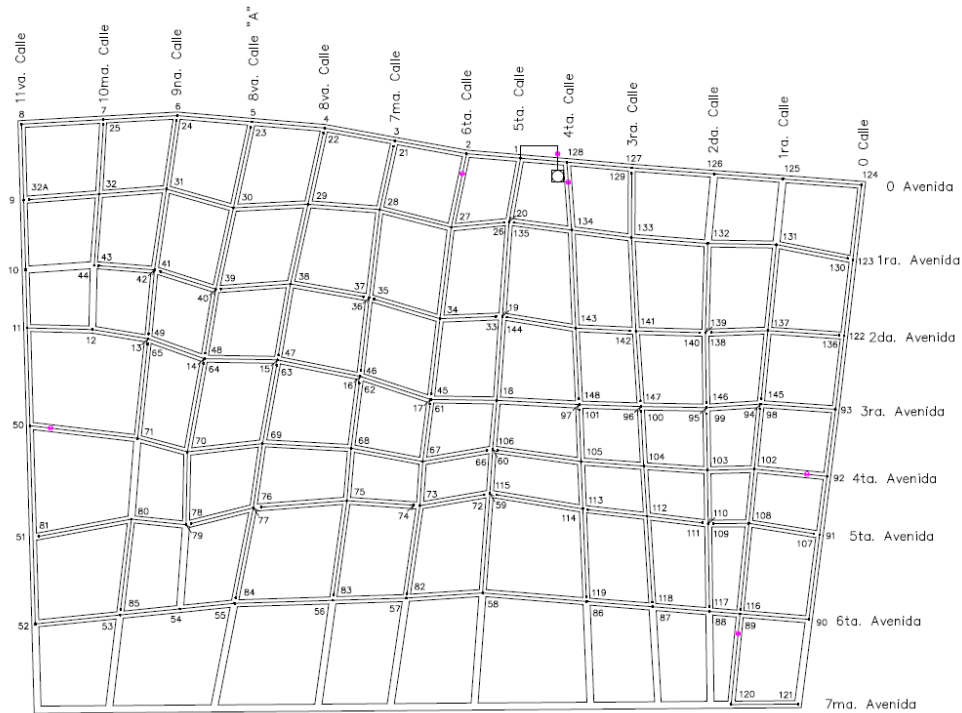 11va. Calle
10ma. Calle
9na. Calle
8va. Calle "A"
8va. Calle
7ma. Calle
6ta. Calle
5ta. Calle
4ta. Calle
3ra. Calle
2da. Calle
1ra. Calle
0 Calle
8 7 6 5 4 3 2 1 128 127 126 125 124
25 24 23 22 21 129
0 Avenida
32A 32 31 30 29 28 27 20 26 135 134 133 132 131
9
130 123 1ra. Avenida
10 43 44 41 42 39 40 38 37 36 35 34 19 33 144 143 141 142 139 140 138 137 136 122 2da. Avenida
11 12 49 13 65 48 14 64 47 15 63 46 16 62 45 17 61 18 148 97 101 147 96 100 146 95 99 145 94 98 93 3ra. Avenida
50 71 70 69 68 67 106 66 60 105 104 103 102 92 4ta. Avenida
51 81 80 78 79 76 77 75 74 73 115 72 59 113 114 112 110 111 109 108 107 91 5ta. Avenida
52 85 53 54 84 55 83 56 82 57 58 119 86 118 87 117 88 116 89 90 6ta. Avenida
120 121 7ma. Avenida